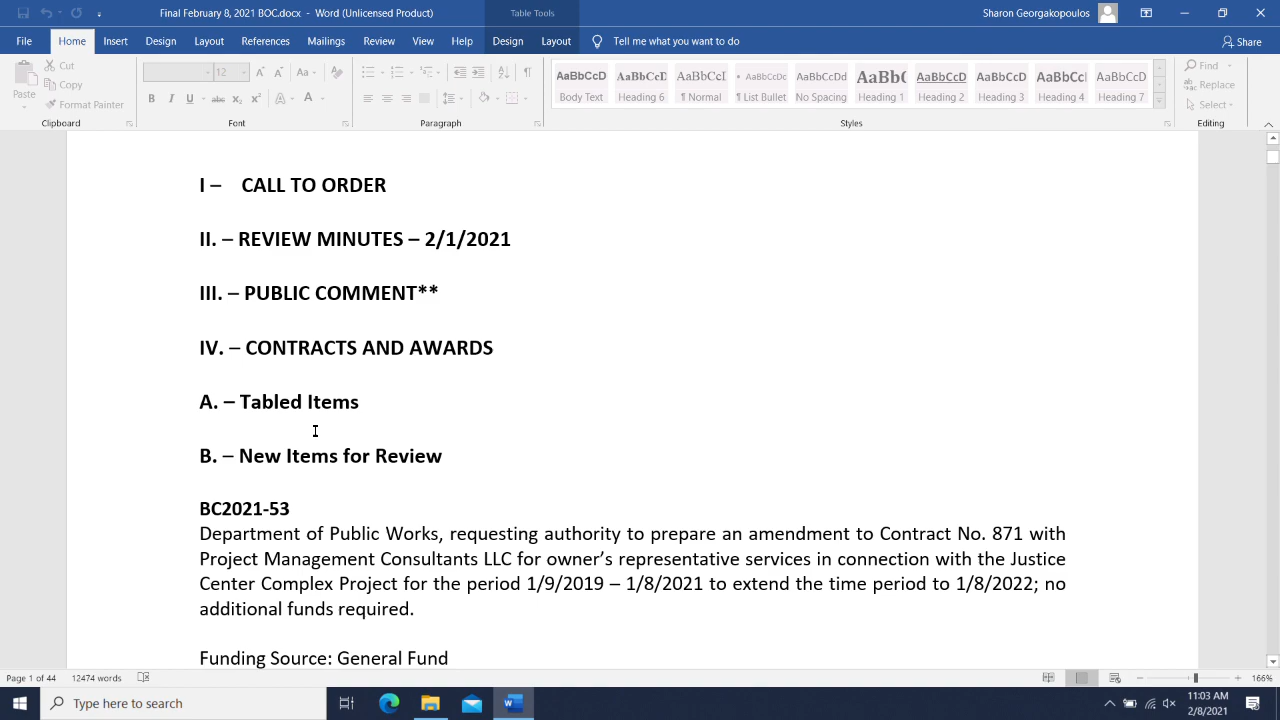 Final February 8, 2021 BOC.docx - Word (Unlicensed Product)
Table Tools
Sharon Georgakopoulos
File Home Insert Design Layout References Mailings Review View Help Design Layout Tell me what you want to do Share
Cut
Copy
Format Painter
Paste
12
AaBbCcD AaBbCcD AaBbCcI AaBbCcDc AaBbCcDd AaBb( AaBbCcD AaBbCcD AaBbCc AaBbCcD
Body Text Heading 6 ¶ Normal ¶ List Bullet No Spacing Heading 1 Heading 2 Heading 3 Heading 4 Heading 7
Find
Replace
Select
Clipboard Font Paragraph Styles Editing
I – CALL TO ORDER
II. – REVIEW MINUTES – 2/1/2021
III. – PUBLIC COMMENT**
IV. – CONTRACTS AND AWARDS
A. – Tabled Items
B. – New Items for Review
BC2021-53
Department of Public Works, requesting authority to prepare an amendment to Contract No. 871 with
Project Management Consultants LLC for owner’s representative services in connection with the Justice
Center Complex Project for the period 1/9/2019 – 1/8/2021 to extend the time period to 1/8/2022; no
additional funds required.
Funding Source: General Fund
Page 1 of 44 12474 words 166%
Type here to search
11:03 AM
2/8/2021